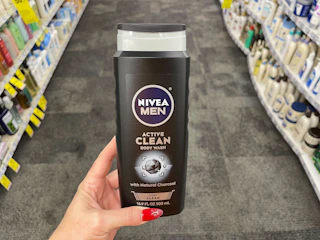 NIVEA
MEN
ACTIVE
CLEAN
BODY WASH
with Natural Charcoal
16.9 FL OZ 500 mL